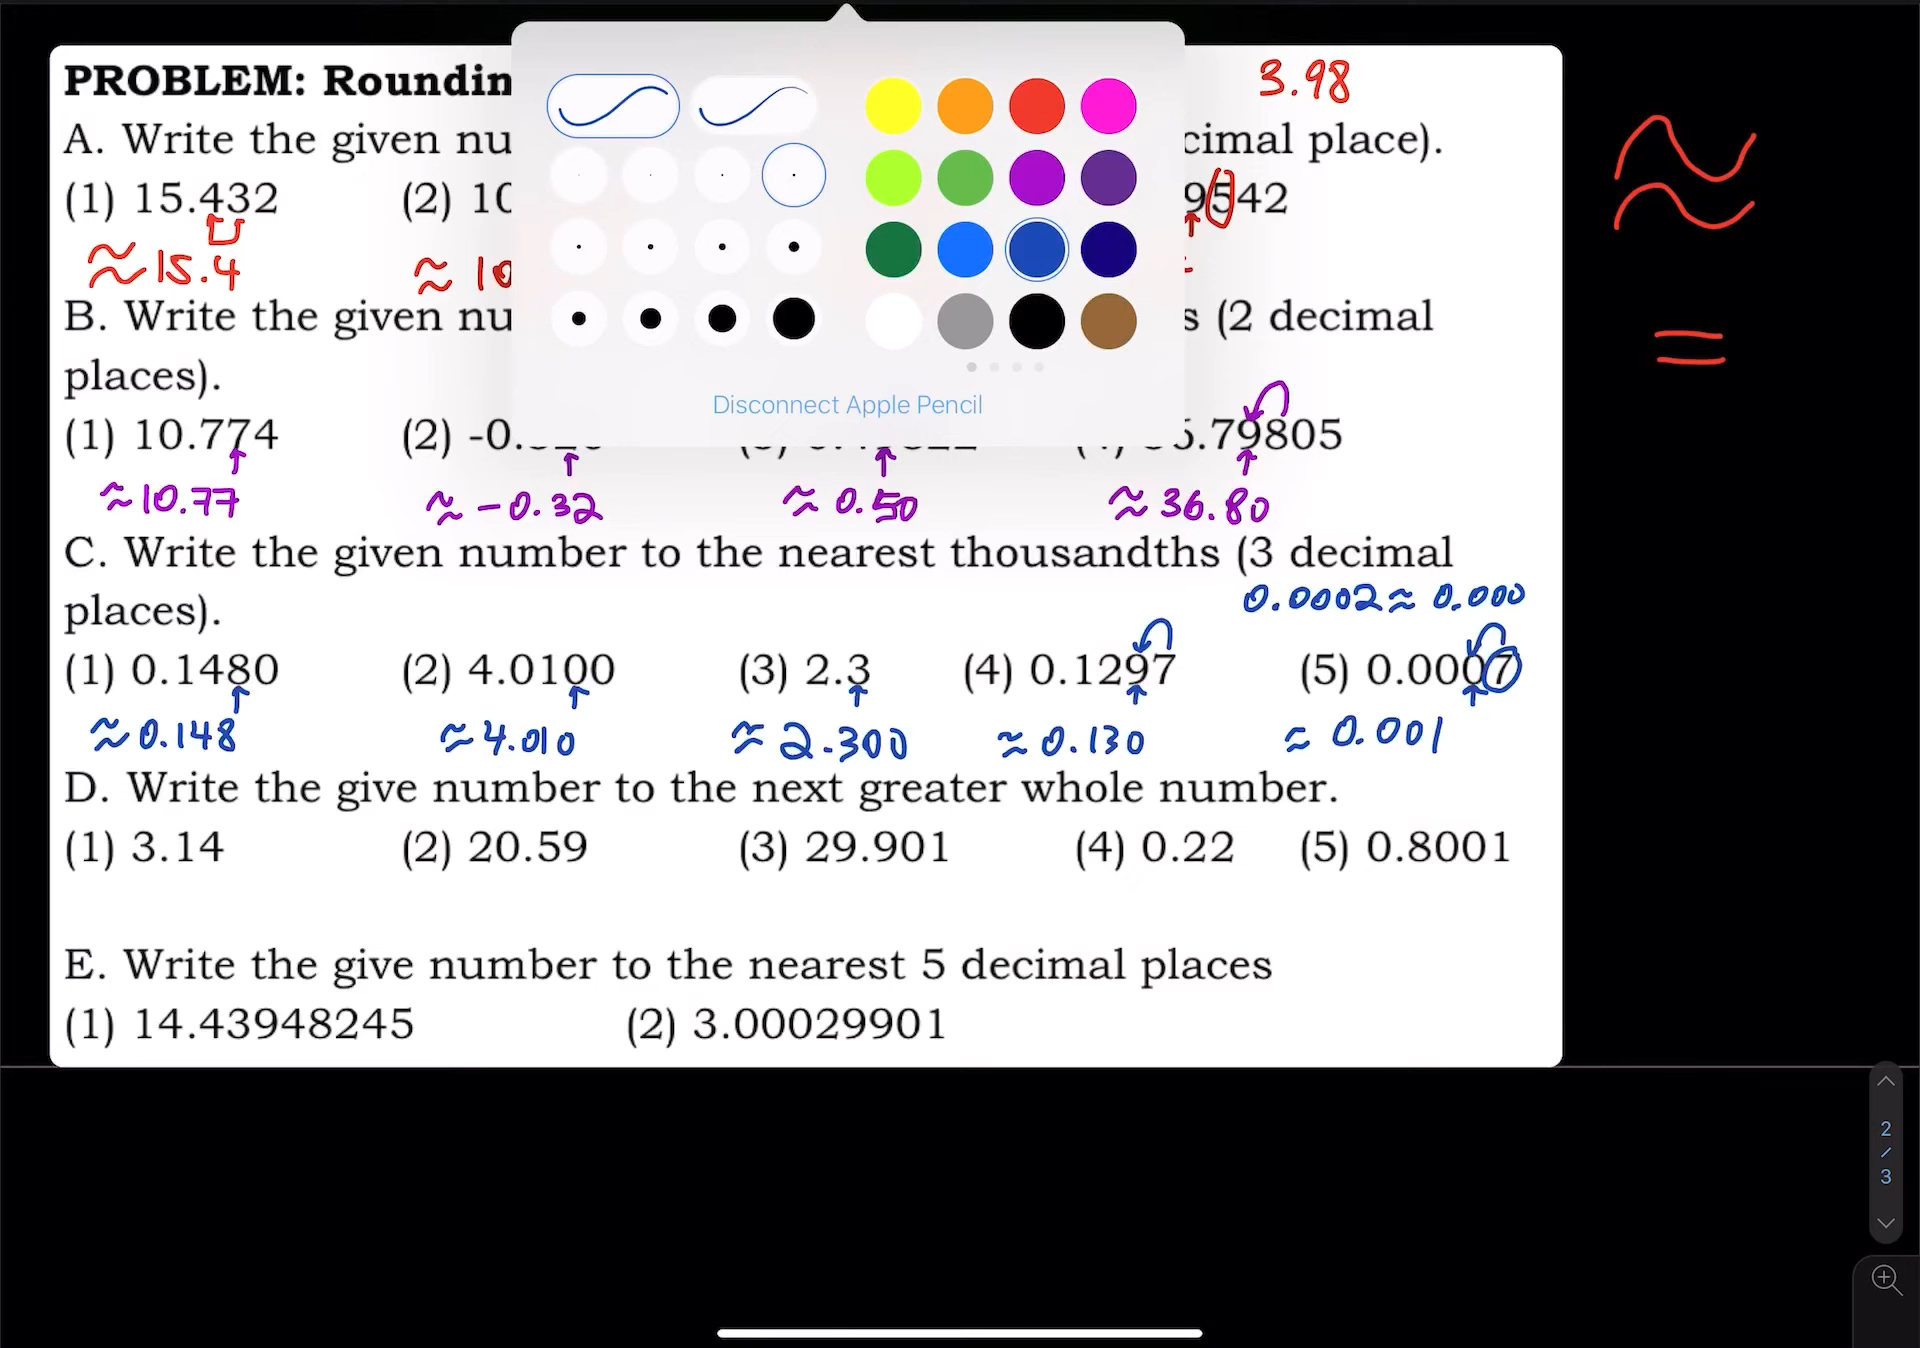 PROBLEM: Roundin
3.98
A. Write the given nu cimal place).
(1) 15.432 (2) 10 9542
≈ 15.4 ≈ 10
B. Write the given nu s (2 decimal
=
places).
Disconnect Apple Pencil
(1) 10.774 (2) -0. 5.79805
≈ 10.77 ≈ -0.32 ≈ 0.50 ≈ 36.80
C. Write the given number to the nearest thousandths (3 decimal
places).
0.0002 ≈ 0.000
(1) 0.1480 (2) 4.0100 (3) 2.3 (4) 0.1297 (5) 0.0007
≈ 0.148 ≈ 4.010 ≈ 2.300 ≈ 0.130 ≈ 0.001
D. Write the give number to the next greater whole number.
(1) 3.14 (2) 20.59 (3) 29.901 (4) 0.22 (5) 0.8001
E. Write the give number to the nearest 5 decimal places
(1) 14.43948245 (2) 3.00029901
2
/
3